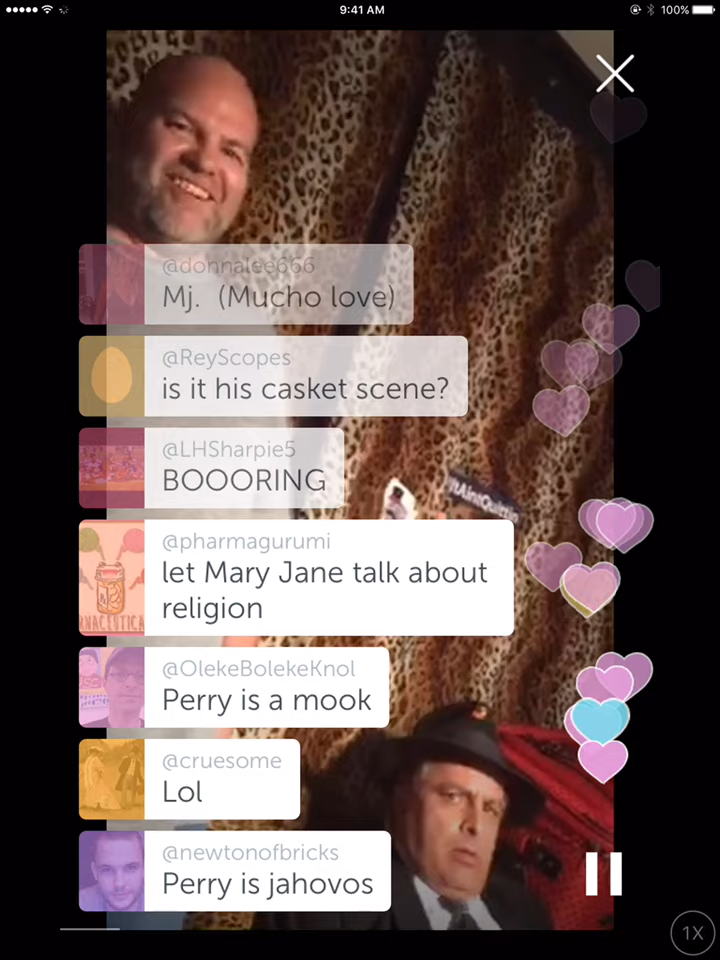 9:41 AM
100%
@donnalee666
Mj. (Mucho love)
@ReyScopes
is it his casket scene?
@LHSharpie5
BOOORING
ItAintQuittin
@pharmagurumi
let Mary Jane talk about
religion
@OlekeBolekeKnol
Perry is a mook
@cruesome
Lol
@newtonofbricks
Perry is jahovos
1X